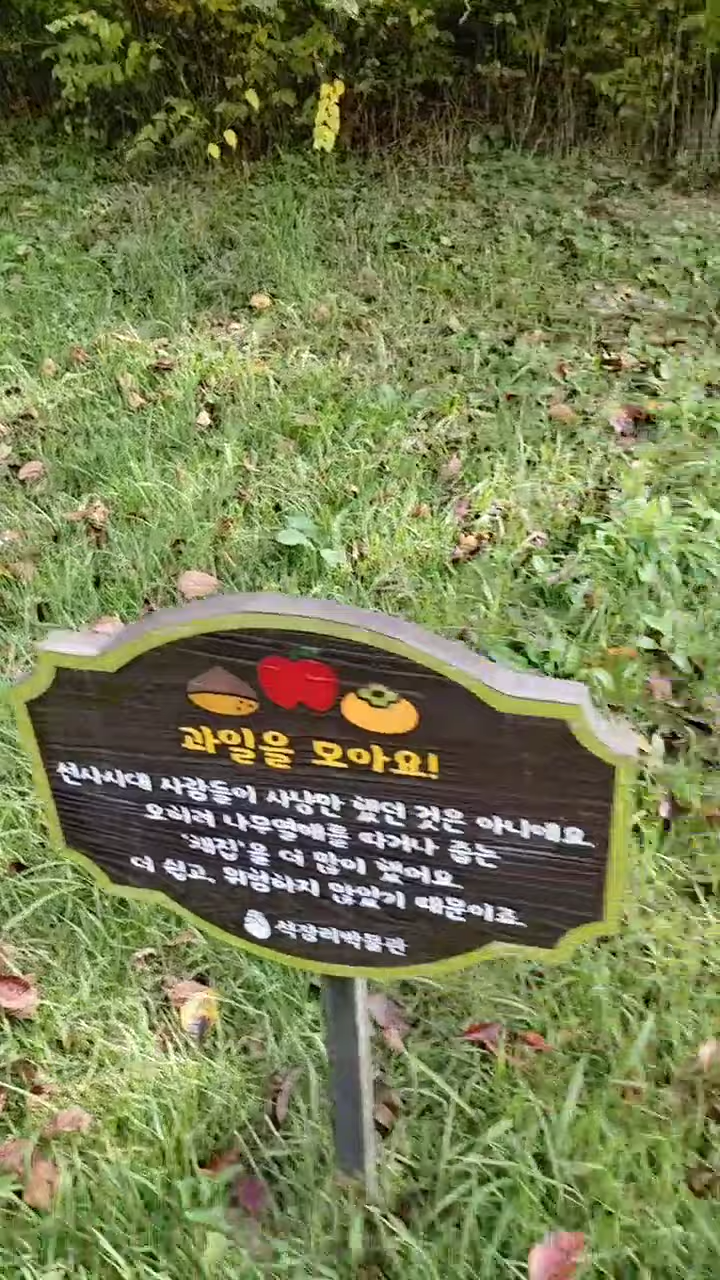 과일을 모아요!
선사시대 사람들이 사냥만 했던 것은 아니에요.
오히려 나무열매를 따거나 줍는
'채집'을 더 많이 했어요.
더 쉽고, 위험하지 않았기 때문이죠.
석장리박물관